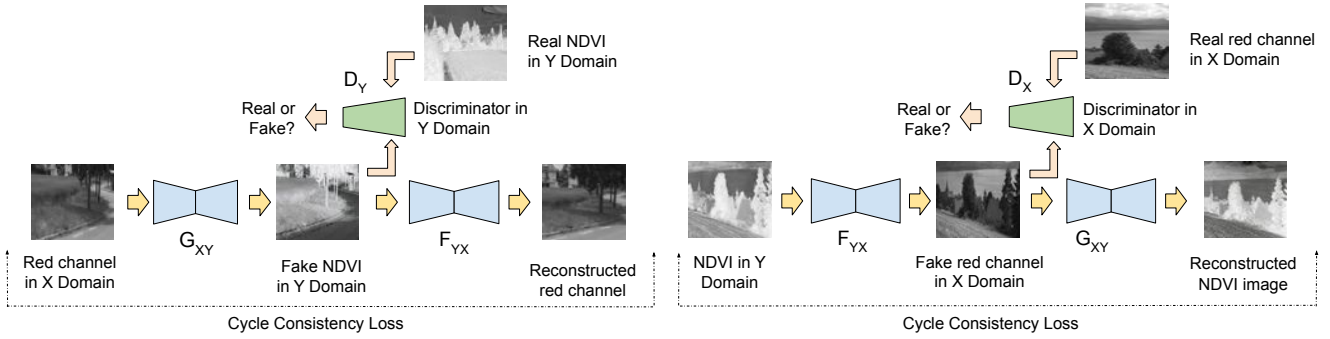 Real NDVI
in Y Domain
D_Y
Real or
Fake?
Discriminator in
Y Domain
G_XY
F_YX
Red channel
in X Domain
Fake NDVI
in Y Domain
Reconstructed
red channel
Cycle Consistency Loss
Real red channel
in X Domain
D_X
Real or
Fake?
Discriminator in
X Domain
F_YX
G_XY
NDVI in Y
Domain
Fake red channel
in X Domain
Reconstructed
NDVI image
Cycle Consistency Loss